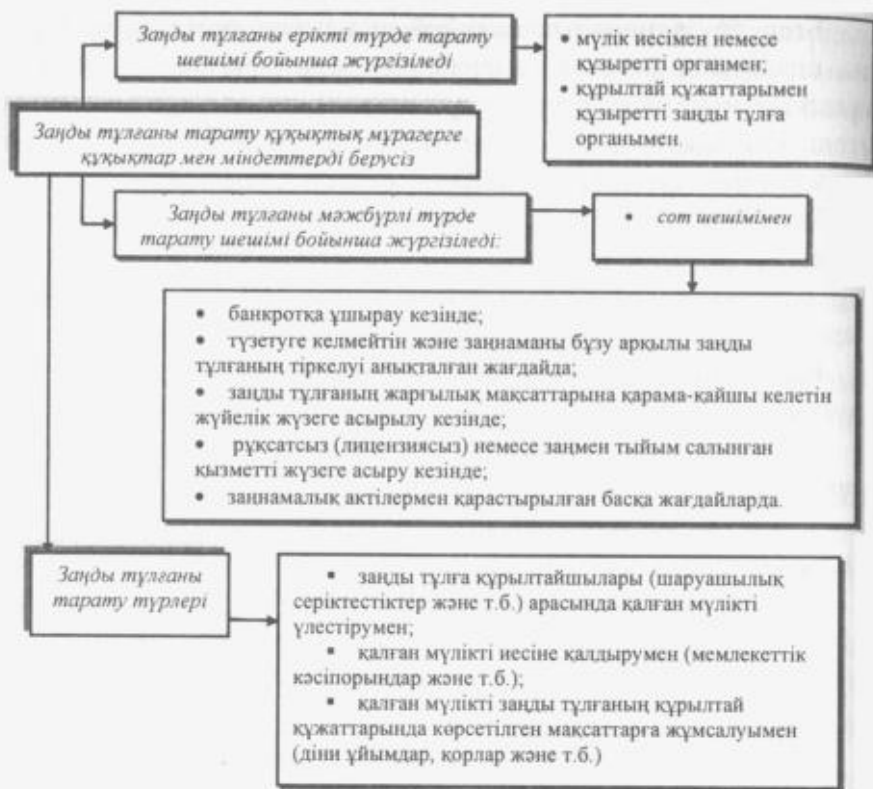 Заңды тұлғаны ерікті түрде тарату
шешімі бойынша жүргізіледі
• мүлік иесімен немесе
құзыретті органмен;
• құрылтай құжаттарымен
құзыретті заңды тұлға
органымен.
Заңды тұлғаны тарату құқықтық мұрагерге
құқықтар мен міндеттерді берусіз
Заңды тұлғаны мәжбүрлі түрде
тарату шешімі бойынша жүргізіледі:
• сот шешімімен
• банкротқа ұшырау кезінде;
• түзетуге келмейтін және заңнаманы бұзу арқылы заңды
тұлғаның тіркелуі анықталған жағдайда;
• заңды тұлғаның жарғылық мақсаттарына қарама-қайшы келетін
жүйелік жүзеге асырылу кезінде;
• рұқсатсыз (лицензиясыз) немесе заңмен тыйым салынған
қызметті жүзеге асыру кезінде;
• заңнамалық актілермен қарастырылған басқа жағдайларда.
Заңды тұлғаны
тарату түрлері
▪ заңды тұлға құрылтайшылары (шаруашылық
серіктестіктер және т.б.) арасында қалған мүлікті
үлестірумен;
▪ қалған мүлікті иесіне қалдырумен (мемлекеттік
кәсіпорындар және т.б.);
▪ қалған мүлікті заңды тұлғаның құрылтай
құжаттарында көрсетілген мақсаттарға жұмсалуымен
(діни ұйымдар, қорлар және т.б.)